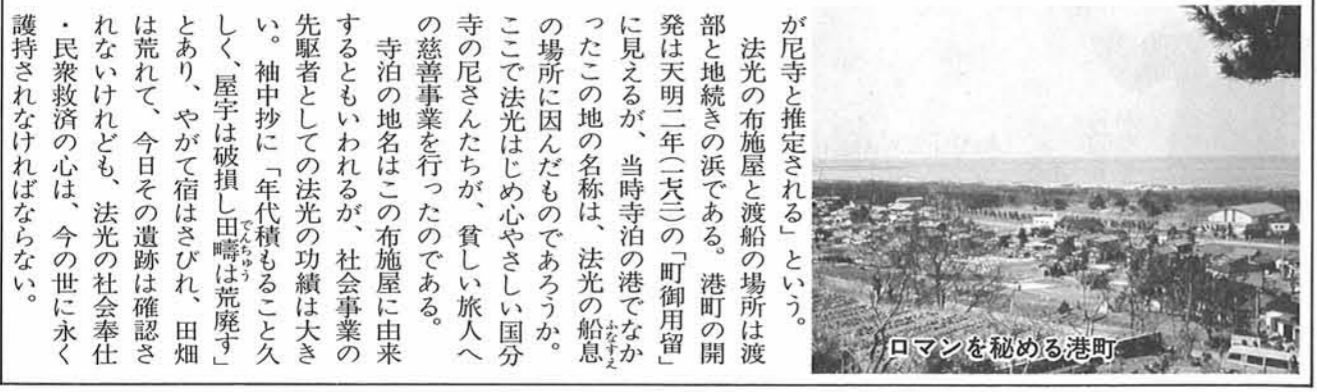 が尼寺と推定される」という。
　法光の布施屋と渡船の場所は渡
部と地続きの浜である。港町の開
発は天明二年(一七八二)の「町御用留」
に見えるが、当時寺泊の港でなか
ったこの地の名称は、法光の船息
ふなすえ
の場所に因んだものであろうか。
ここで法光はじめ心やさしい国分
寺の尼さんたちが、貧しい旅人へ
の慈善事業を行ったのである。
　寺泊の地名はこの布施屋に由来
するともいわれるが、社会事業の
先駆者としての法光の功績は大き
い。袖中抄に「年代積もること久
しく、屋宇は破損し田疇は荒廃す」
でんちゅう
とあり、やがて宿はさびれ、田畑
は荒れて、今日その遺跡は確認さ
れないけれども、法光の社会奉仕
・民衆救済の心は、今の世に永く
護持されなければならない。
ロマンを秘める港町